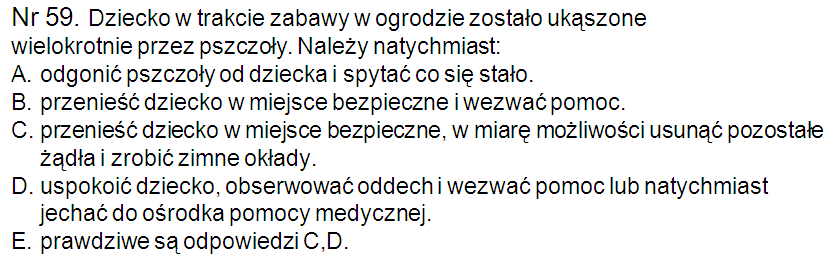 Nr 59. Dziecko w trakcie zabawy w ogrodzie zostało ukąszone
wielokrotnie przez pszczoły. Należy natychmiast:
A. odgonić pszczoły od dziecka i spytać co się stało.
B. przenieść dziecko w miejsce bezpieczne i wezwać pomoc.
C. przenieść dziecko w miejsce bezpieczne, w miarę możliwości usunąć pozostałe
żądła i zrobić zimne okłady.
D. uspokoić dziecko, obserwować oddech i wezwać pomoc lub natychmiast
jechać do ośrodka pomocy medycznej.
E. prawdziwe są odpowiedzi C,D.